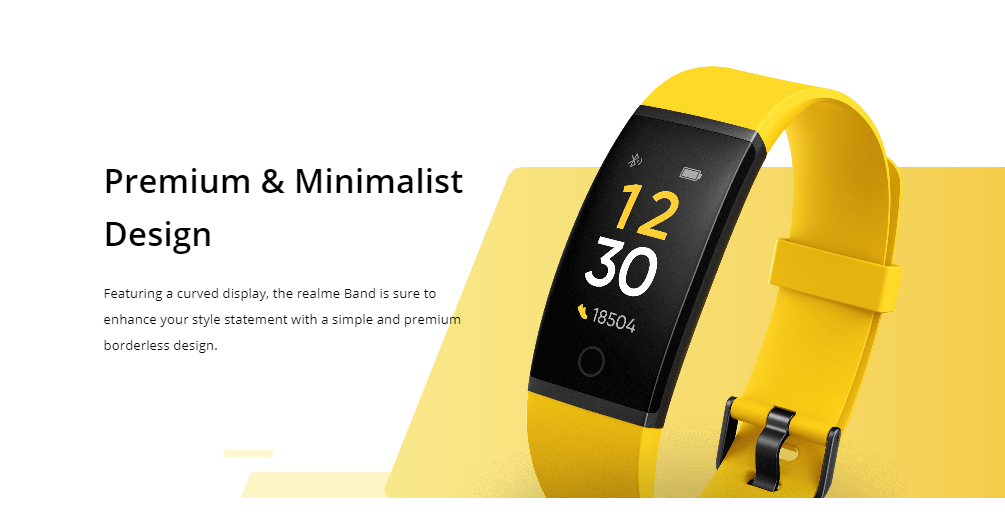 Premium & Minimalist
Design
Featuring a curved display, the realme Band is sure to
enhance your style statement with a simple and premium
borderless design.
12
30
18504